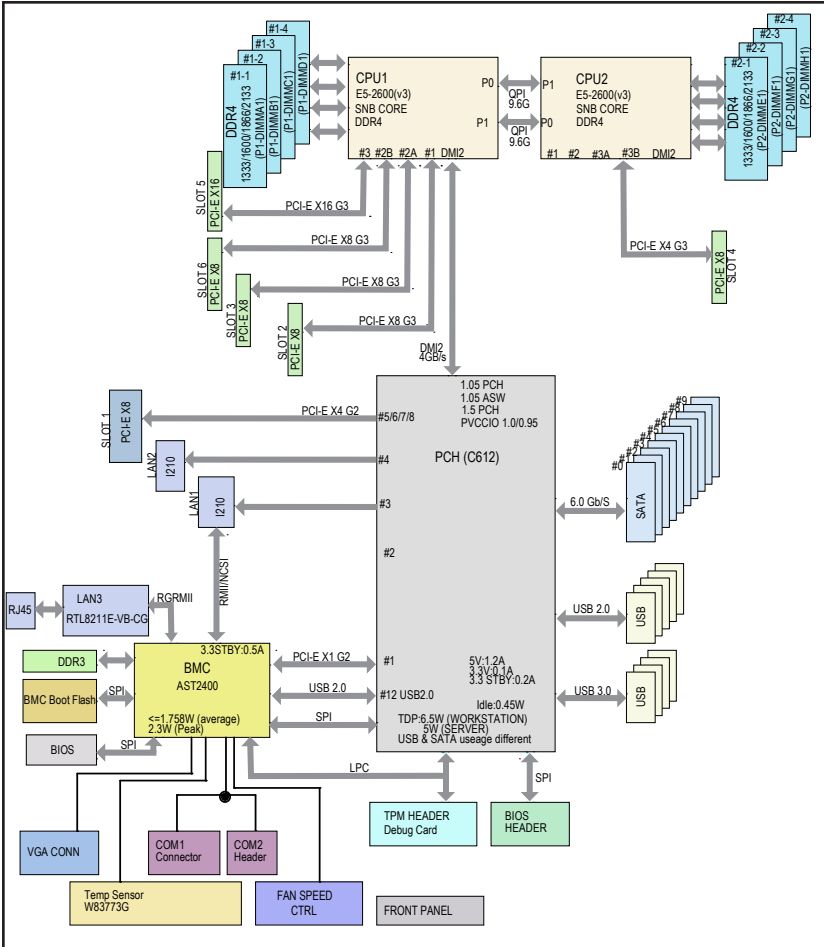 #1-4
#1-3
#1-2
#1-1
DDR4
1333/1600/1866/2133
(P1-DIMMA1)
(P1-DIMMB1)
(P1-DIMMC1)
(P1-DIMMD1)
CPU1
E5-2600(v3)
SNB CORE
DDR4
P0
P1
#3 #2B #2A #1 DMI2
QPI
9.6G
QPI
9.6G
CPU2
E5-2600(v3)
SNB CORE
DDR4
P1
P0
#1 #2 #3A #3B DMI2
#2-4
#2-3
#2-2
#2-1
DDR4
1333/1600/1866/2133
(P2-DIMME1)
(P2-DIMMF1)
(P2-DIMMG1)
(P2-DIMMH1)
SLOT 5
PCI-E X16
PCI-E X16 G3
SLOT 6
PCI-E X8
PCI-E X8 G3
SLOT 3
PCI-E X8
PCI-E X8 G3
SLOT 2
PCI-E X8
PCI-E X8 G3
PCI-E X4 G3
PCI-E X8
SLOT 4
DMI2
4GB/s
1.05 PCH
1.05 ASW
1.5 PCH
PVCCIO 1.0/0.95
PCH (C612)
SLOT 1
PCI-E X8
PCI-E X4 G2
#5/6/7/8
LAN2
I210
#4
LAN1
I210
#3
#2
6.0 Gb/S
#0
#1
#2
#3
#4
#5
#6
#7
#8
#9
SATA
RMII/NCSI
RJ45
LAN3
RTL8211E-VB-CG
RGRMII
USB 2.0
USB
USB 3.0
USB
DDR3
BMC Boot Flash
SPI
BIOS
SPI
3.3STBY:0.5A
BMC
AST2400
<=1.758W (average)
2.3W (Peak)
PCI-E X1 G2
#1
USB 2.0
#12 USB2.0
SPI
5V:1.2A
3.3V:0.1A
3.3 STBY:0.2A
Idle:0.45W
TDP:6.5W (WORKSTATION)
5W (SERVER)
USB & SATA useage different
LPC
SPI
TPM HEADER
Debug Card
BIOS
HEADER
VGA CONN
COM1
Connector
COM2
Header
Temp Sensor
W83773G
FAN SPEED
CTRL
FRONT PANEL